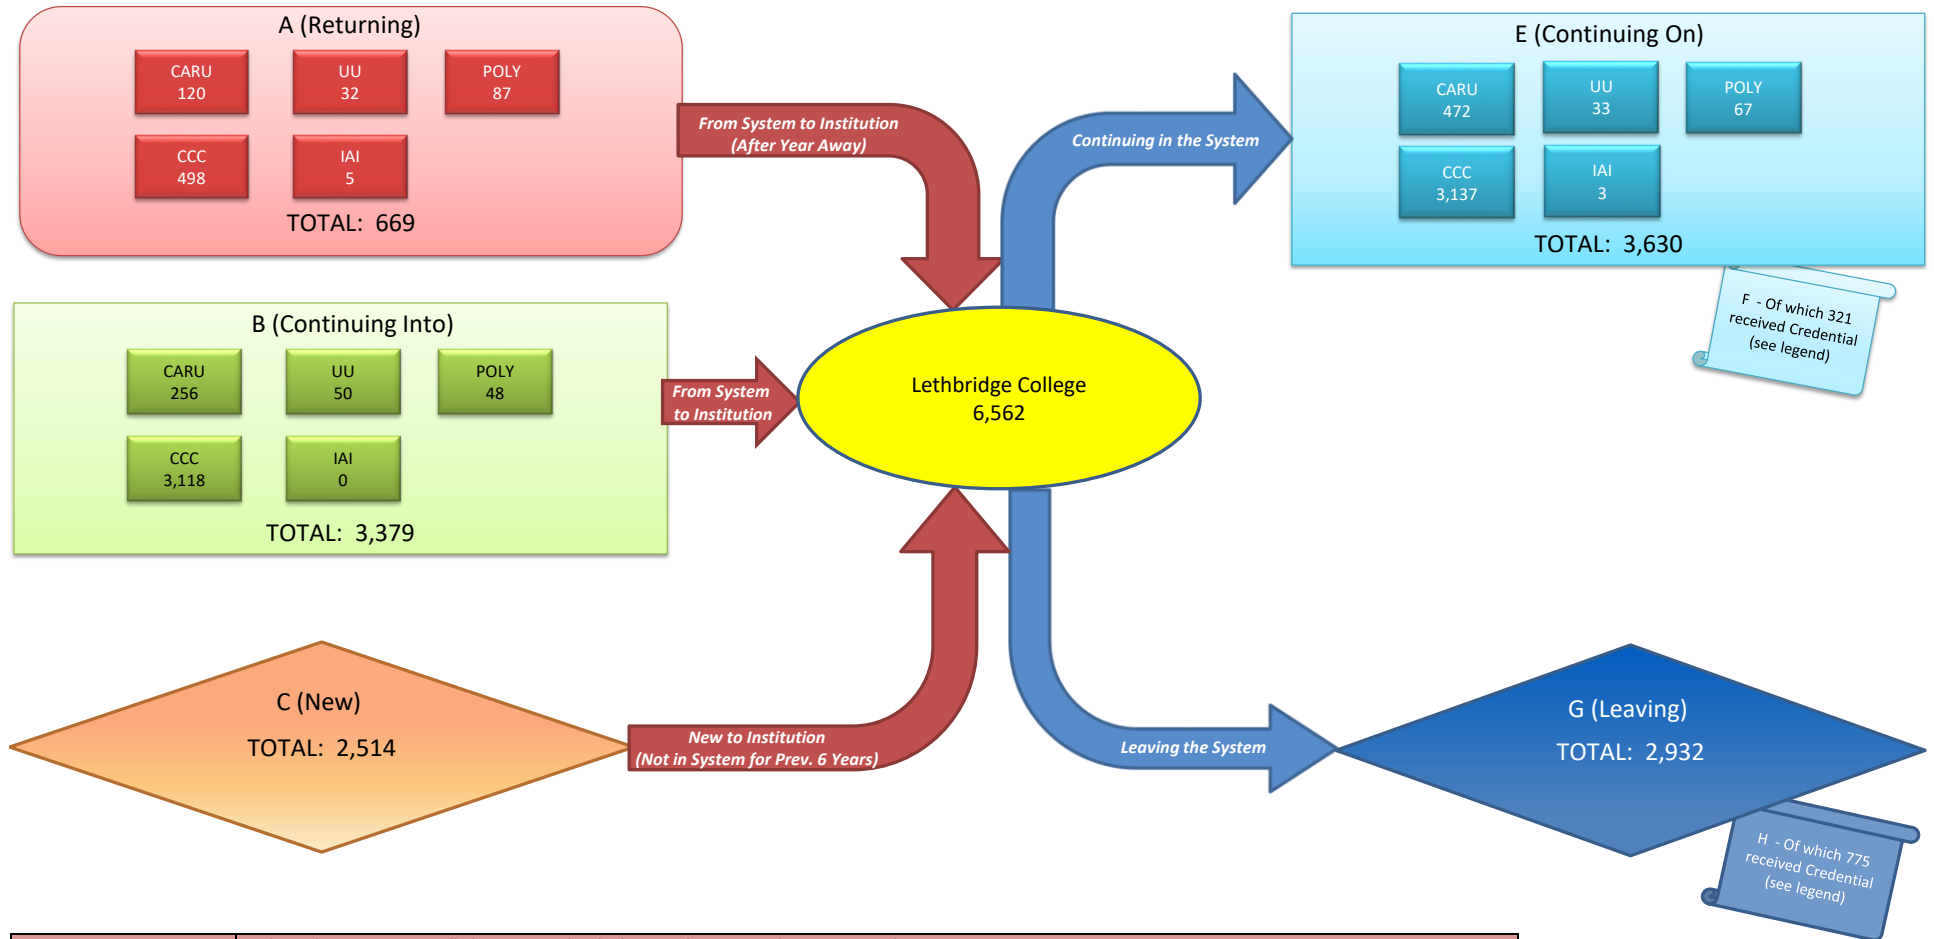 A (Returning)
CARU
120
UU
32
POLY
87
CCC
498
IAI
5
TOTAL: 669
From System to Institution
(After Year Away)
B (Continuing Into)
CARU
256
UU
50
POLY
48
CCC
3,118
IAI
0
TOTAL: 3,379
From System
to Institution
C (New)
TOTAL: 2,514
New to Institution
(Not in System for Prev. 6 Years)
Lethbridge College
6,562
Continuing in the System
E (Continuing On)
CARU
472
UU
33
POLY
67
CCC
3,137
IAI
3
TOTAL: 3,630
F - Of which 321
received Credential
(see legend)
Leaving the System
G (Leaving)
TOTAL: 2,932
H - Of which 775
received Credential
(see legend)